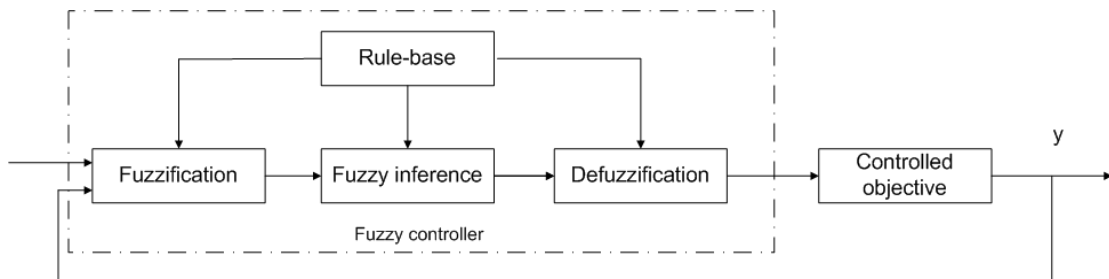 Rule-base
y
Fuzzification
Fuzzy inference
Defuzzification
Controlled
objective
Fuzzy controller